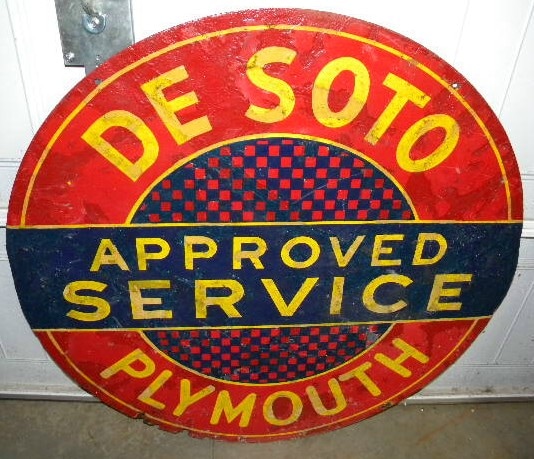 DE SOTO
APPROVED
SERVICE
PLYMOUTH